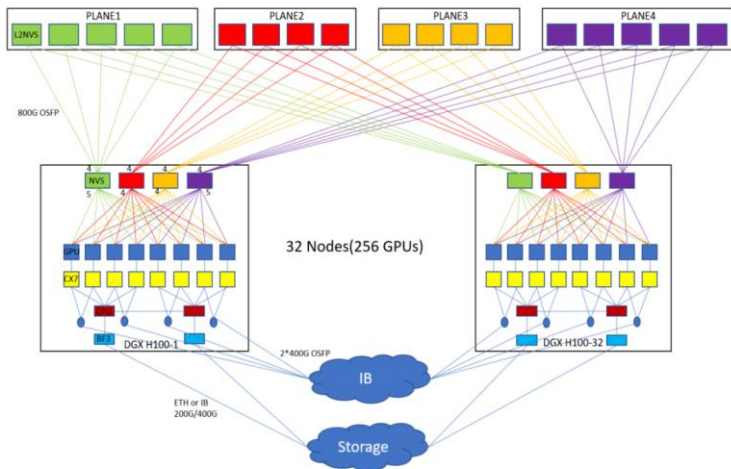 PLANE1
PLANE2
PLANE3
PLANE4
L2NVS
800G OSFP
4
4
4
4
NVS
5
4
4
5
32 Nodes(256 GPUs)
GPU
CX7
CPU
BF3
DGX H100-1
DGX H100-32
2*400G OSFP
IB
ETH or IB
200G/400G
Storage